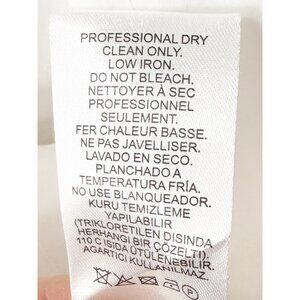 PROFESSIONAL DRY
CLEAN ONLY.
LOW IRON.
DO NOT BLEACH.
NETTOYER À SEC
PROFESSIONNEL
SEULEMENT.
FER CHALEUR BASSE.
NE PAS JAVELLISER.
LAVADO EN SECO.
PLANCHADO A
TEMPERATURA FRÍA.
NO USE BLANQUEADOR.
KURU TEMIZLEME
YAPILABILIR
(TRIKLORETILEN DISINDA
HERHANGI BIR ÇÖZELTI).
110 C ISIDA ÜTÜLENEBILIR.
AGARTICI KULLANILMAZ.
P